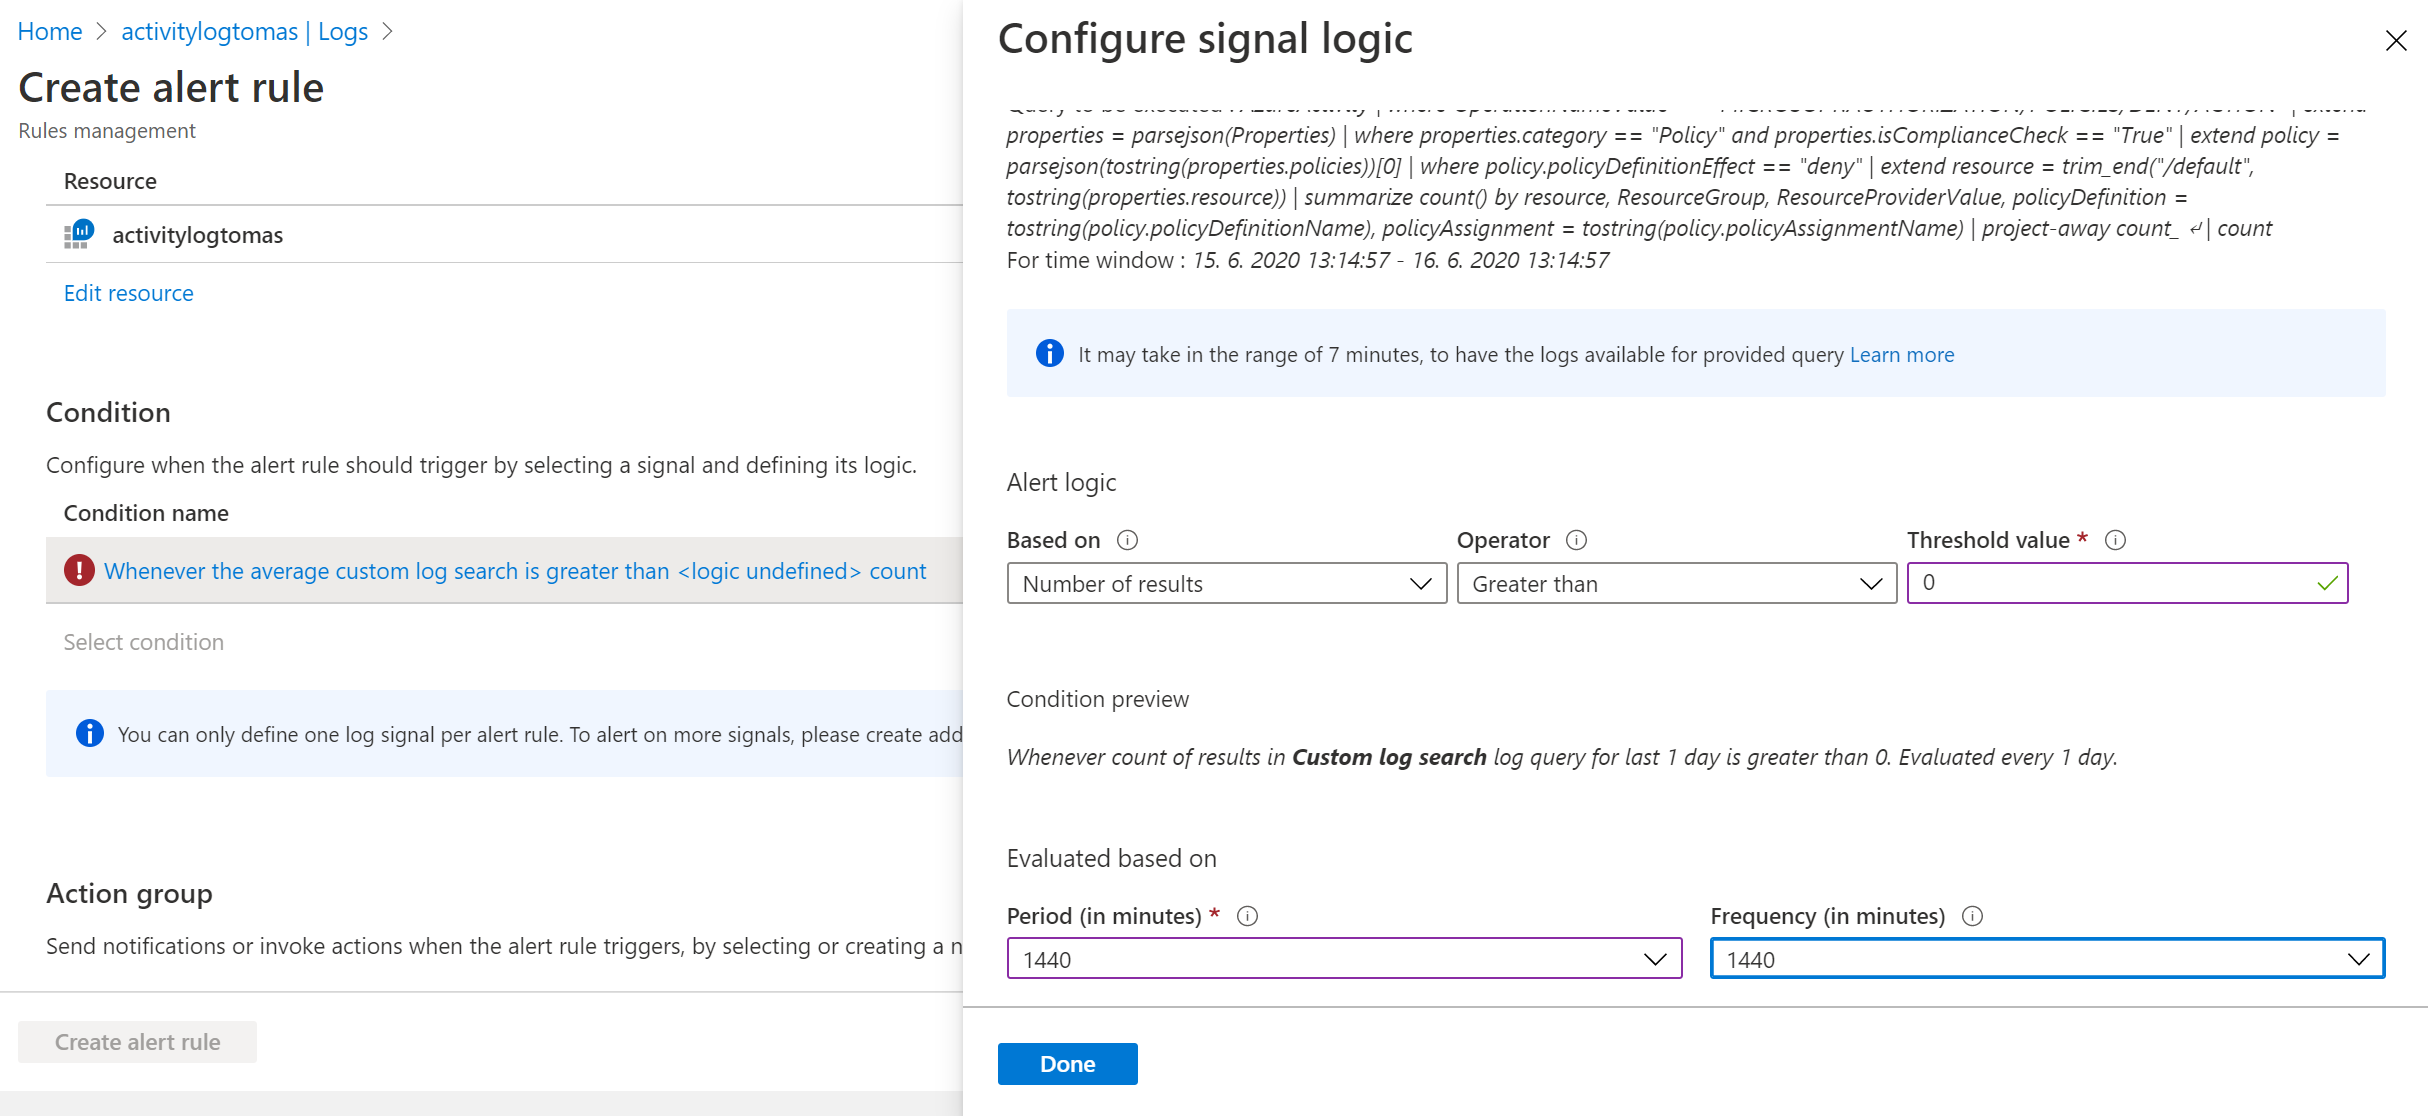 Home > activitylogtomas | Logs >
Create alert rule
Rules management
Resource
activitylogtomas
Edit resource
Condition
Configure when the alert rule should trigger by selecting a signal and defining its logic.
Condition name
Whenever the average custom log search is greater than <logic undefined> count
Select condition
You can only define one log signal per alert rule. To alert on more signals, please create add
Action group
Send notifications or invoke actions when the alert rule triggers, by selecting or creating a n
Create alert rule
Configure signal logic
properties = parsejson(Properties) | where properties.category == "Policy" and properties.isComplianceCheck == "True" | extend policy =
parsejson(tostring(properties.policies))[0] | where policy.policyDefinitionEffect == "deny" | extend resource = trim_end("/default",
tostring(properties.resource)) | summarize count() by resource, ResourceGroup, ResourceProviderValue, policyDefinition =
tostring(policy.policyDefinitionName), policyAssignment = tostring(policy.policyAssignmentName) | project-away count_ ↵ | count
For time window : 15. 6. 2020 13:14:57 - 16. 6. 2020 13:14:57
It may take in the range of 7 minutes, to have the logs available for provided query Learn more
Alert logic
Based on Operator Threshold value *
Number of results Greater than 0
Condition preview
Whenever count of results in Custom log search log query for last 1 day is greater than 0. Evaluated every 1 day.
Evaluated based on
Period (in minutes) * Frequency (in minutes)
1440 1440
Done